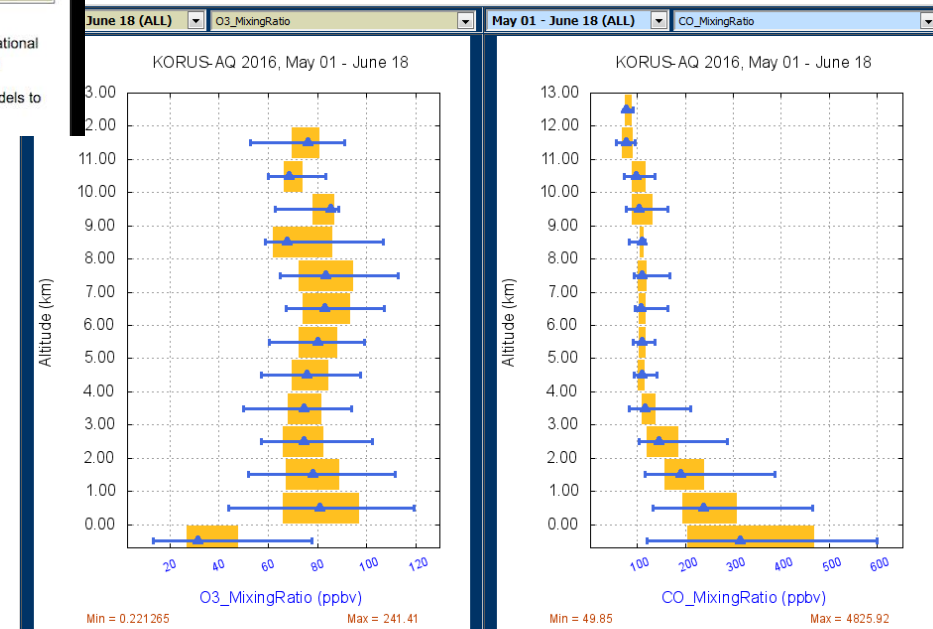 ational
dels to
June 18 (ALL)
O3_MixingRatio
May 01 - June 18 (ALL)
CO_MixingRatio
KORUS-AQ 2016, May 01 - June 18
3.00
2.00
11.00
10.00
9.00
8.00
7.00
6.00
5.00
4.00
3.00
2.00
1.00
0.00
Altitude (km)
20 40 60 80 100 120
O3_MixingRatio (ppbv)
Min = 0.221265 Max = 241.41
KORUS-AQ 2016, May 01 - June 18
13.00
12.00
11.00
10.00
9.00
8.00
7.00
6.00
5.00
4.00
3.00
2.00
1.00
0.00
Altitude (km)
100 200 300 400 500 600
CO_MixingRatio (ppbv)
Min = 49.85 Max = 4825.92